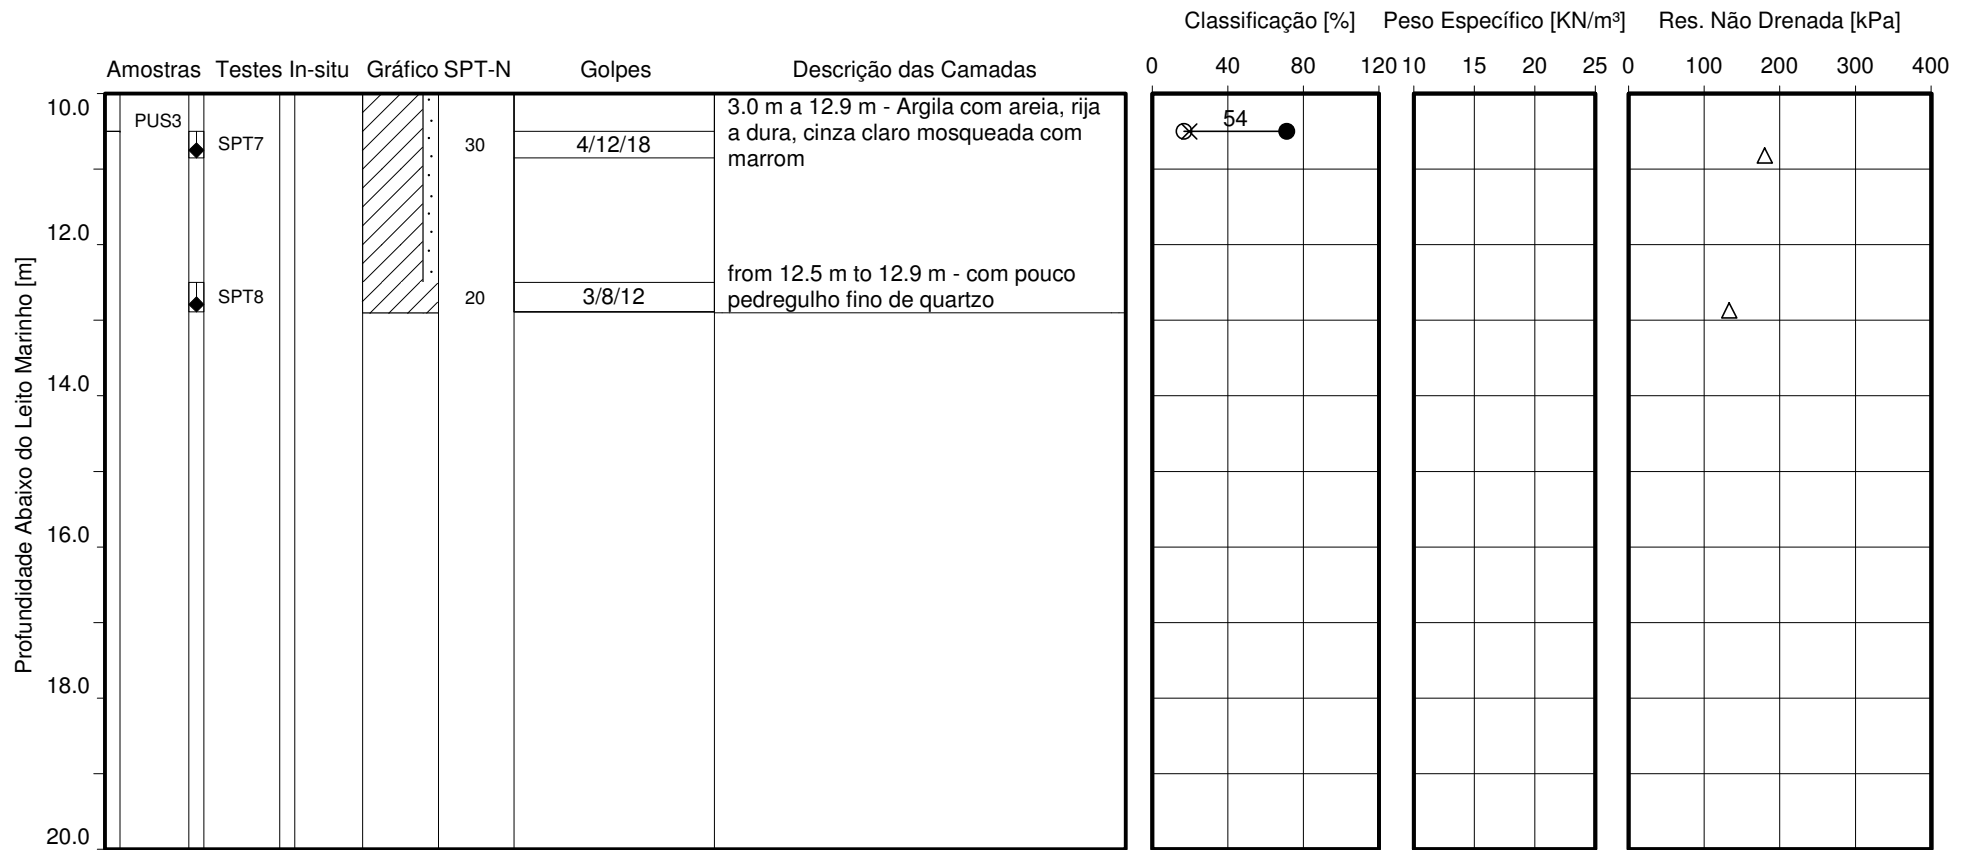 Classificação [%] Peso Específico [KN/m³] Res. Não Drenada [kPa]
Amostras Testes In-situ Gráfico SPT-N Golpes Descrição das Camadas 0 40 80 120 10 15 20 25 0 100 200 300 400
10.0 3.0 m a 12.9 m - Argila com areia, rija
PUS3 54
a dura, cinza claro mosqueada com
SPT7 30 4/12/18
marrom
12.0
from 12.5 m to 12.9 m - com pouco
SPT8 20 3/8/12 pedregulho fino de quartzo
14.0
16.0
18.0
20.0
Profundidade Abaixo do Leito Marinho [m]